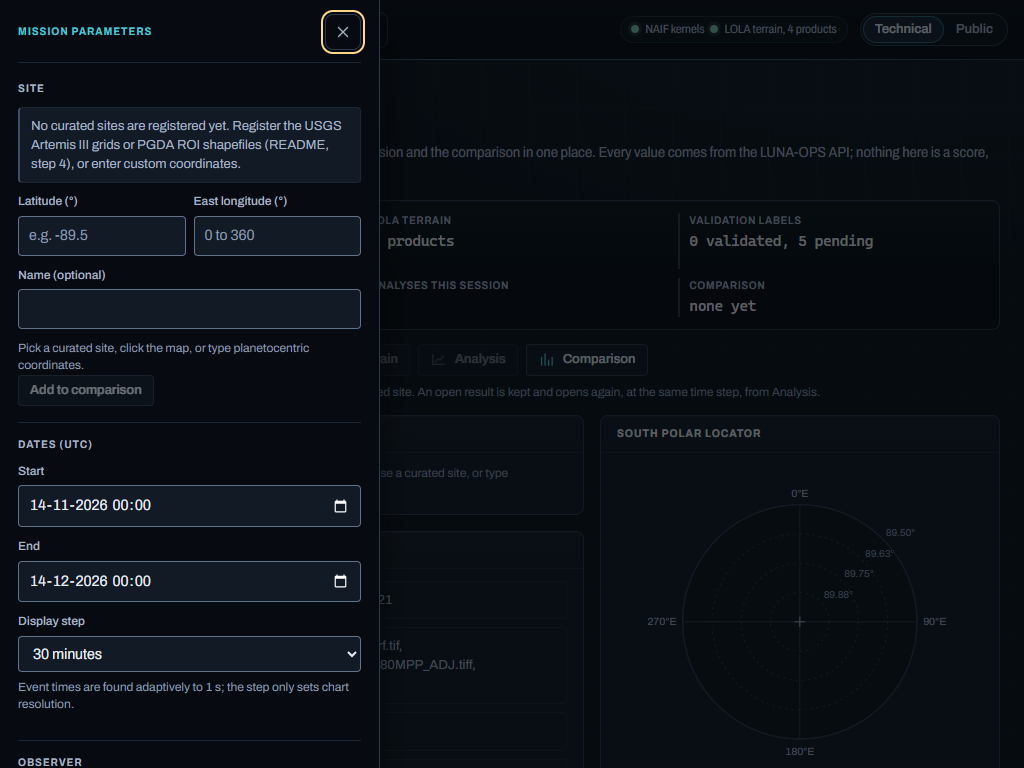 MISSION PARAMETERS
NAIF kernels LOLA terrain, 4 products
Technical Public
SITE
No curated sites are registered yet. Register the USGS
Artemis III grids or PGDA ROI shapefiles (README,
step 4), or enter custom coordinates.
Latitude (°) East longitude (°)
e.g. -89.5 0 to 360
Name (optional)
Pick a curated site, click the map, or type planetocentric
coordinates.
Add to comparison
DATES (UTC)
Start
14-11-2026 00:00
End
14-12-2026 00:00
Display step
30 minutes
Event times are found adaptively to 1 s; the step only sets chart
resolution.
OBSERVER
and the comparison in one place. Every value comes from the LUNA-OPS API; nothing here is a score,
TERRAIN
products
VALIDATION LABELS
0 validated, 5 pending
THIS SESSION
COMPARISON
none yet
Analysis Comparison
site. An open result is kept and opens again, at the same time step, from Analysis.
a curated site, or type
21
80MPP_ADJ.tiff,
SOUTH POLAR LOCATOR
0°E
89.50°
89.63°
89.75°
89.88°
270°E 90°E
180°E